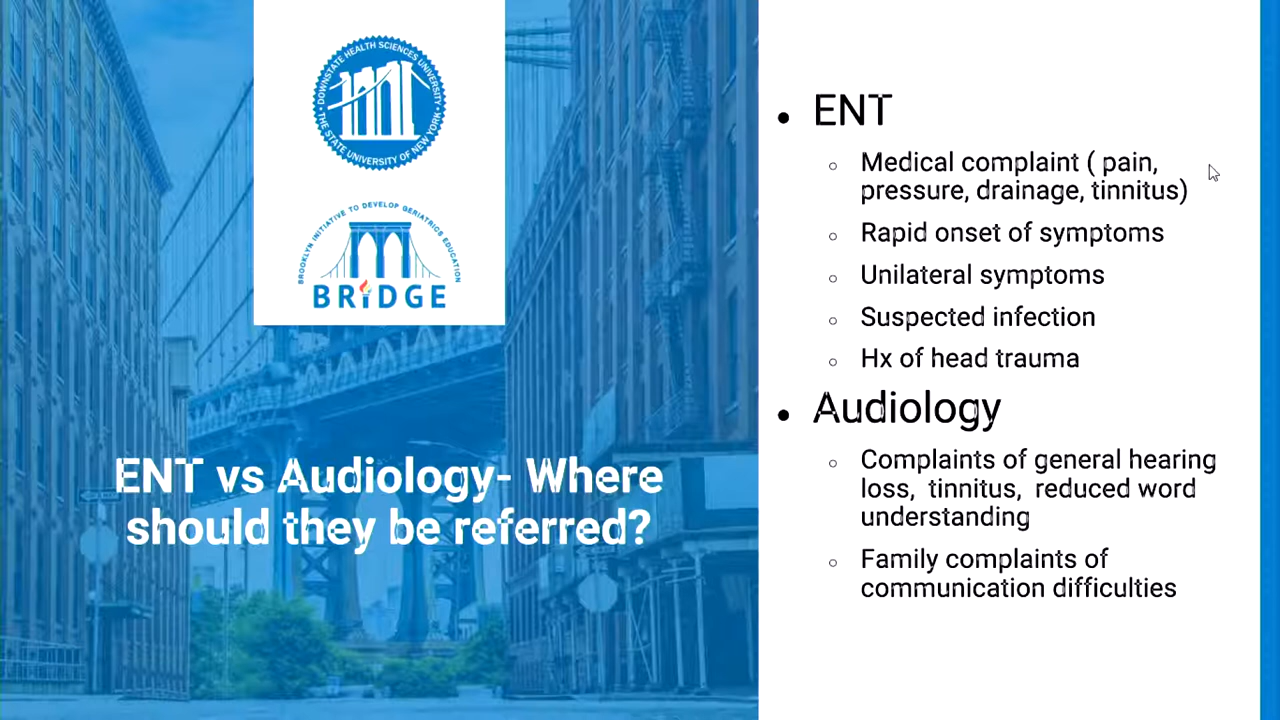 DOWNSTATE HEALTH SCIENCES UNIVERSITY
THE STATE UNIVERSITY OF NEW YORK
BROOKLYN INITIATIVE TO DEVELOP GERIATRICS EDUCATION
BRiDGE
ENT vs Audiology- Where
should they be referred?
• ENT
○ Medical complaint ( pain,
pressure, drainage, tinnitus)
○ Rapid onset of symptoms
○ Unilateral symptoms
○ Suspected infection
○ Hx of head trauma
• Audiology
○ Complaints of general hearing
loss, tinnitus, reduced word
understanding
○ Family complaints of
communication difficulties